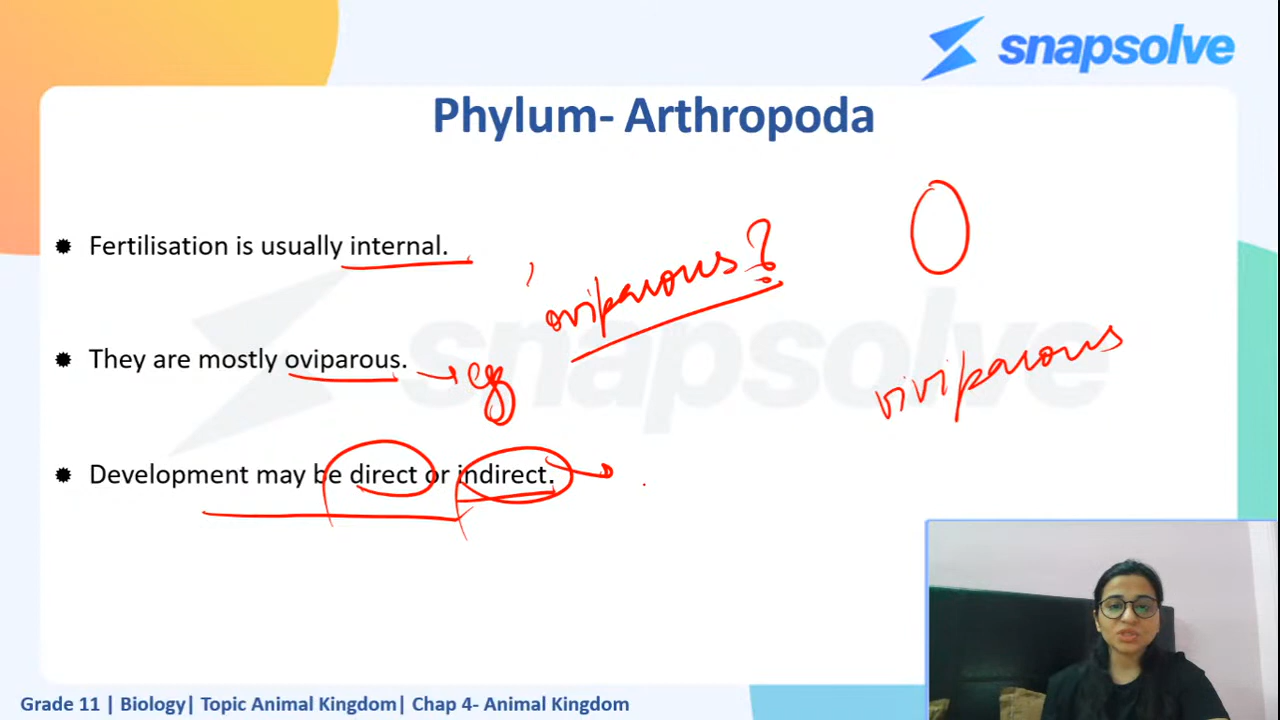 snapsolve
Phylum- Arthropoda
✹ Fertilisation is usually internal.
oviparous?
✹ They are mostly oviparous. → eg
viviparous
✹ Development may be direct or indirect. →
snapsolve
Grade 11 | Biology| Topic Animal Kingdom| Chap 4- Animal Kingdom